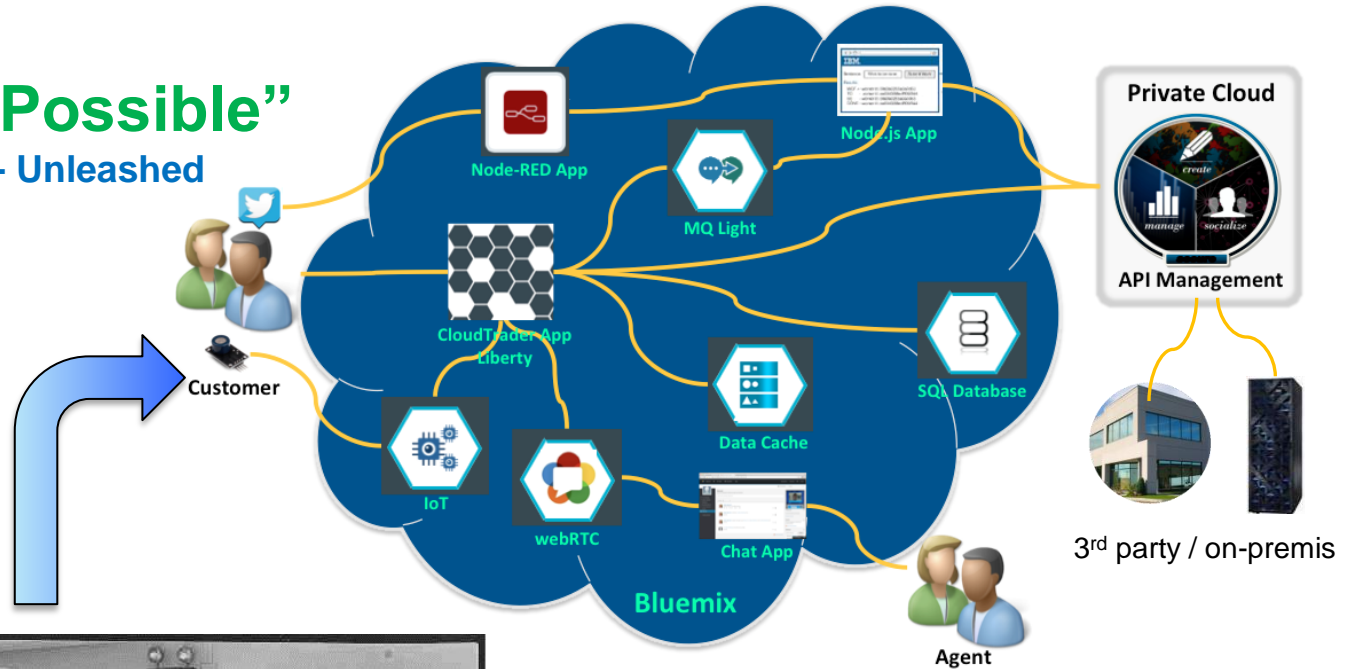 Possible”
- Unleashed
Node-RED App
IBM
Node.js App
MQ Light
CloudTrader App
Liberty
Customer
IoT
webRTC
Data Cache
SQL Database
Chat App
Bluemix
Agent
Private Cloud
create
manage
socialize
API Management
3rd party / on-premis